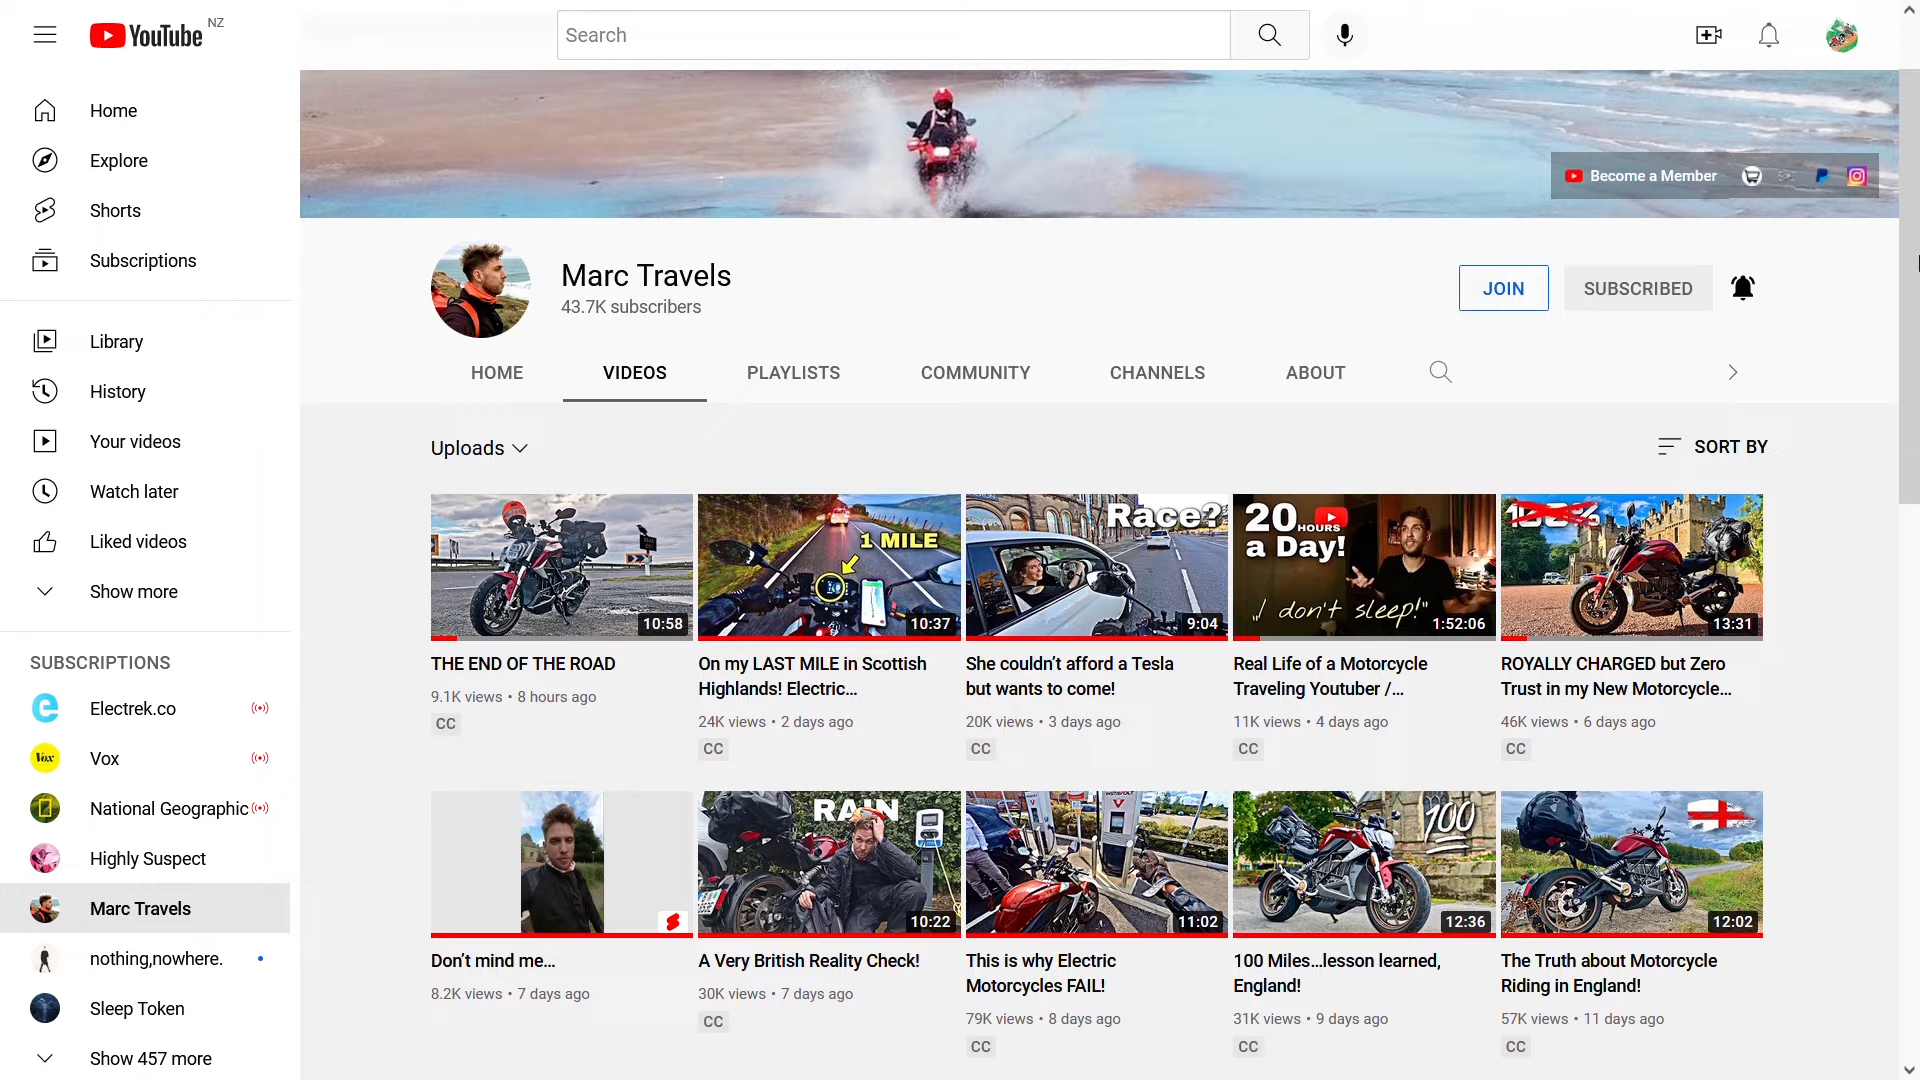 YouTube NZ
Search
Home
Explore
Shorts
Subscriptions
Library
History
Your videos
Watch later
Liked videos
Show more
SUBSCRIPTIONS
Electrek.co
Vox
Vox
National Geographic
Highly Suspect
Marc Travels
nothing,nowhere.
Sleep Token
Show 457 more
Become a Member
Marc Travels
43.7K subscribers
JOIN
SUBSCRIBED
HOME VIDEOS PLAYLISTS COMMUNITY CHANNELS ABOUT
Uploads
SORT BY
10:58
THE END OF THE ROAD
9.1K views • 8 hours ago
CC
1 MILE
10:37
On my LAST MILE in Scottish
Highlands! Electric...
24K views • 2 days ago
CC
Race?
9:04
She couldn’t afford a Tesla
but wants to come!
20K views • 3 days ago
CC
20 HOURS
a Day!
"I don't sleep!"
1:52:06
Real Life of a Motorcycle
Traveling Youtuber /...
11K views • 4 days ago
CC
100%
13:31
ROYALLY CHARGED but Zero
Trust in my New Motorcycle...
46K views • 6 days ago
CC
Don’t mind me...
8.2K views • 7 days ago
RAIN
10:22
A Very British Reality Check!
30K views • 7 days ago
CC
INSTAVOLT
11:02
This is why Electric
Motorcycles FAIL!
79K views • 8 days ago
CC
100
12:36
100 Miles...lesson learned,
England!
31K views • 9 days ago
CC
12:02
The Truth about Motorcycle
Riding in England!
57K views • 11 days ago
CC